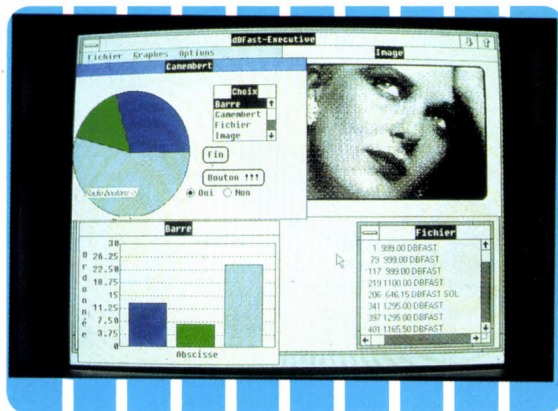 dBFast-Executive
Fichier Graphes Options
Camembert
Image
Choix
Barre
Camembert
Fichier
Image
Fin
Bouton !!!
Oui Non
Radio boutons
Barre
Ordonnée
30
26.25
22.50
18.75
15
11.25
7.50
3.75
0
Abscisse
Fichier
1 999.00 DBFAST
79 999.00 DBFAST
117 999.00 DBFAST
219 1100.00 DBFAST
206 646.15 DBFAST SOL
341 1295.00 DBFAST
397 1295.00 DBFAST
401 1165.50 DBFAST